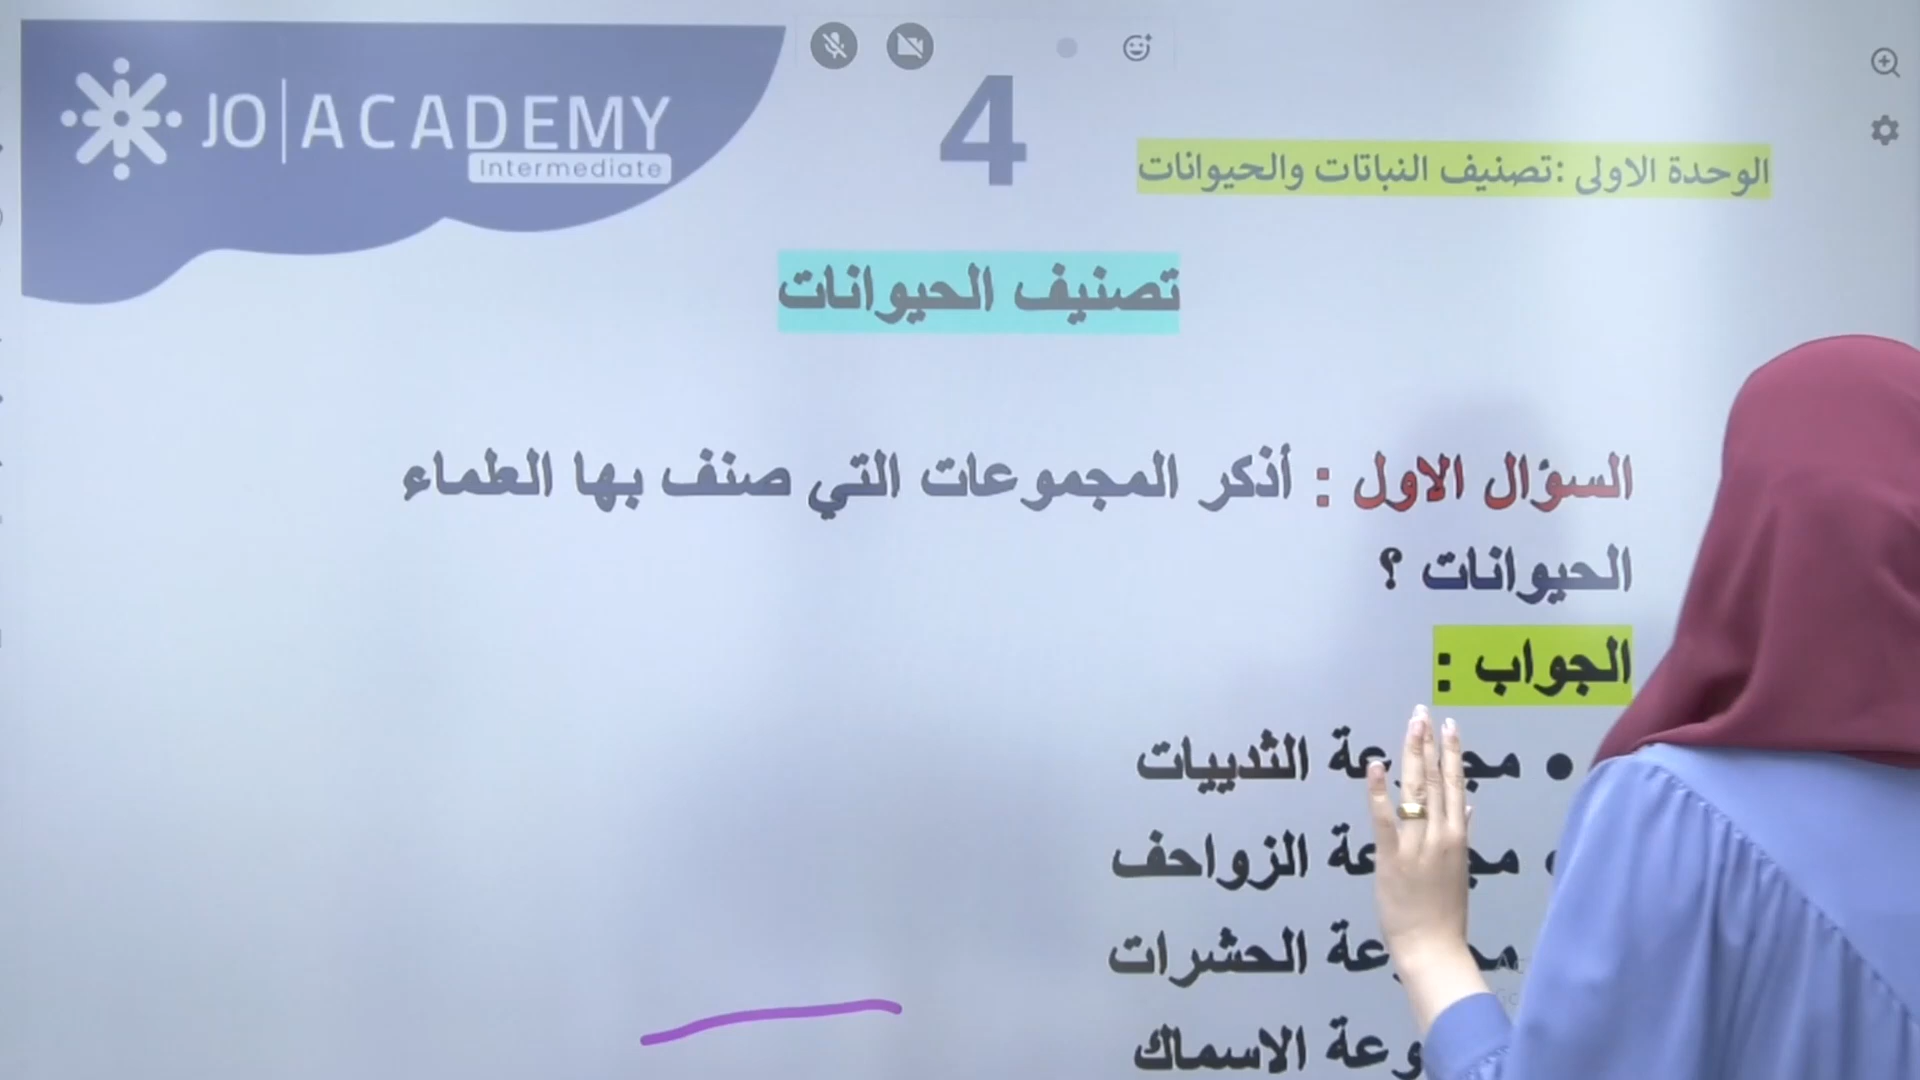 JO ACADEMY
Intermediate
4
الوحدة الاولى :تصنيف النباتات والحيوانات
تصنيف الحيوانات
السؤال الاول : أذكر المجموعات التي صنف بها العلماء
الحيوانات ؟
الجواب :
• الثدييات
الزواحف
الحشرات
الاسماك